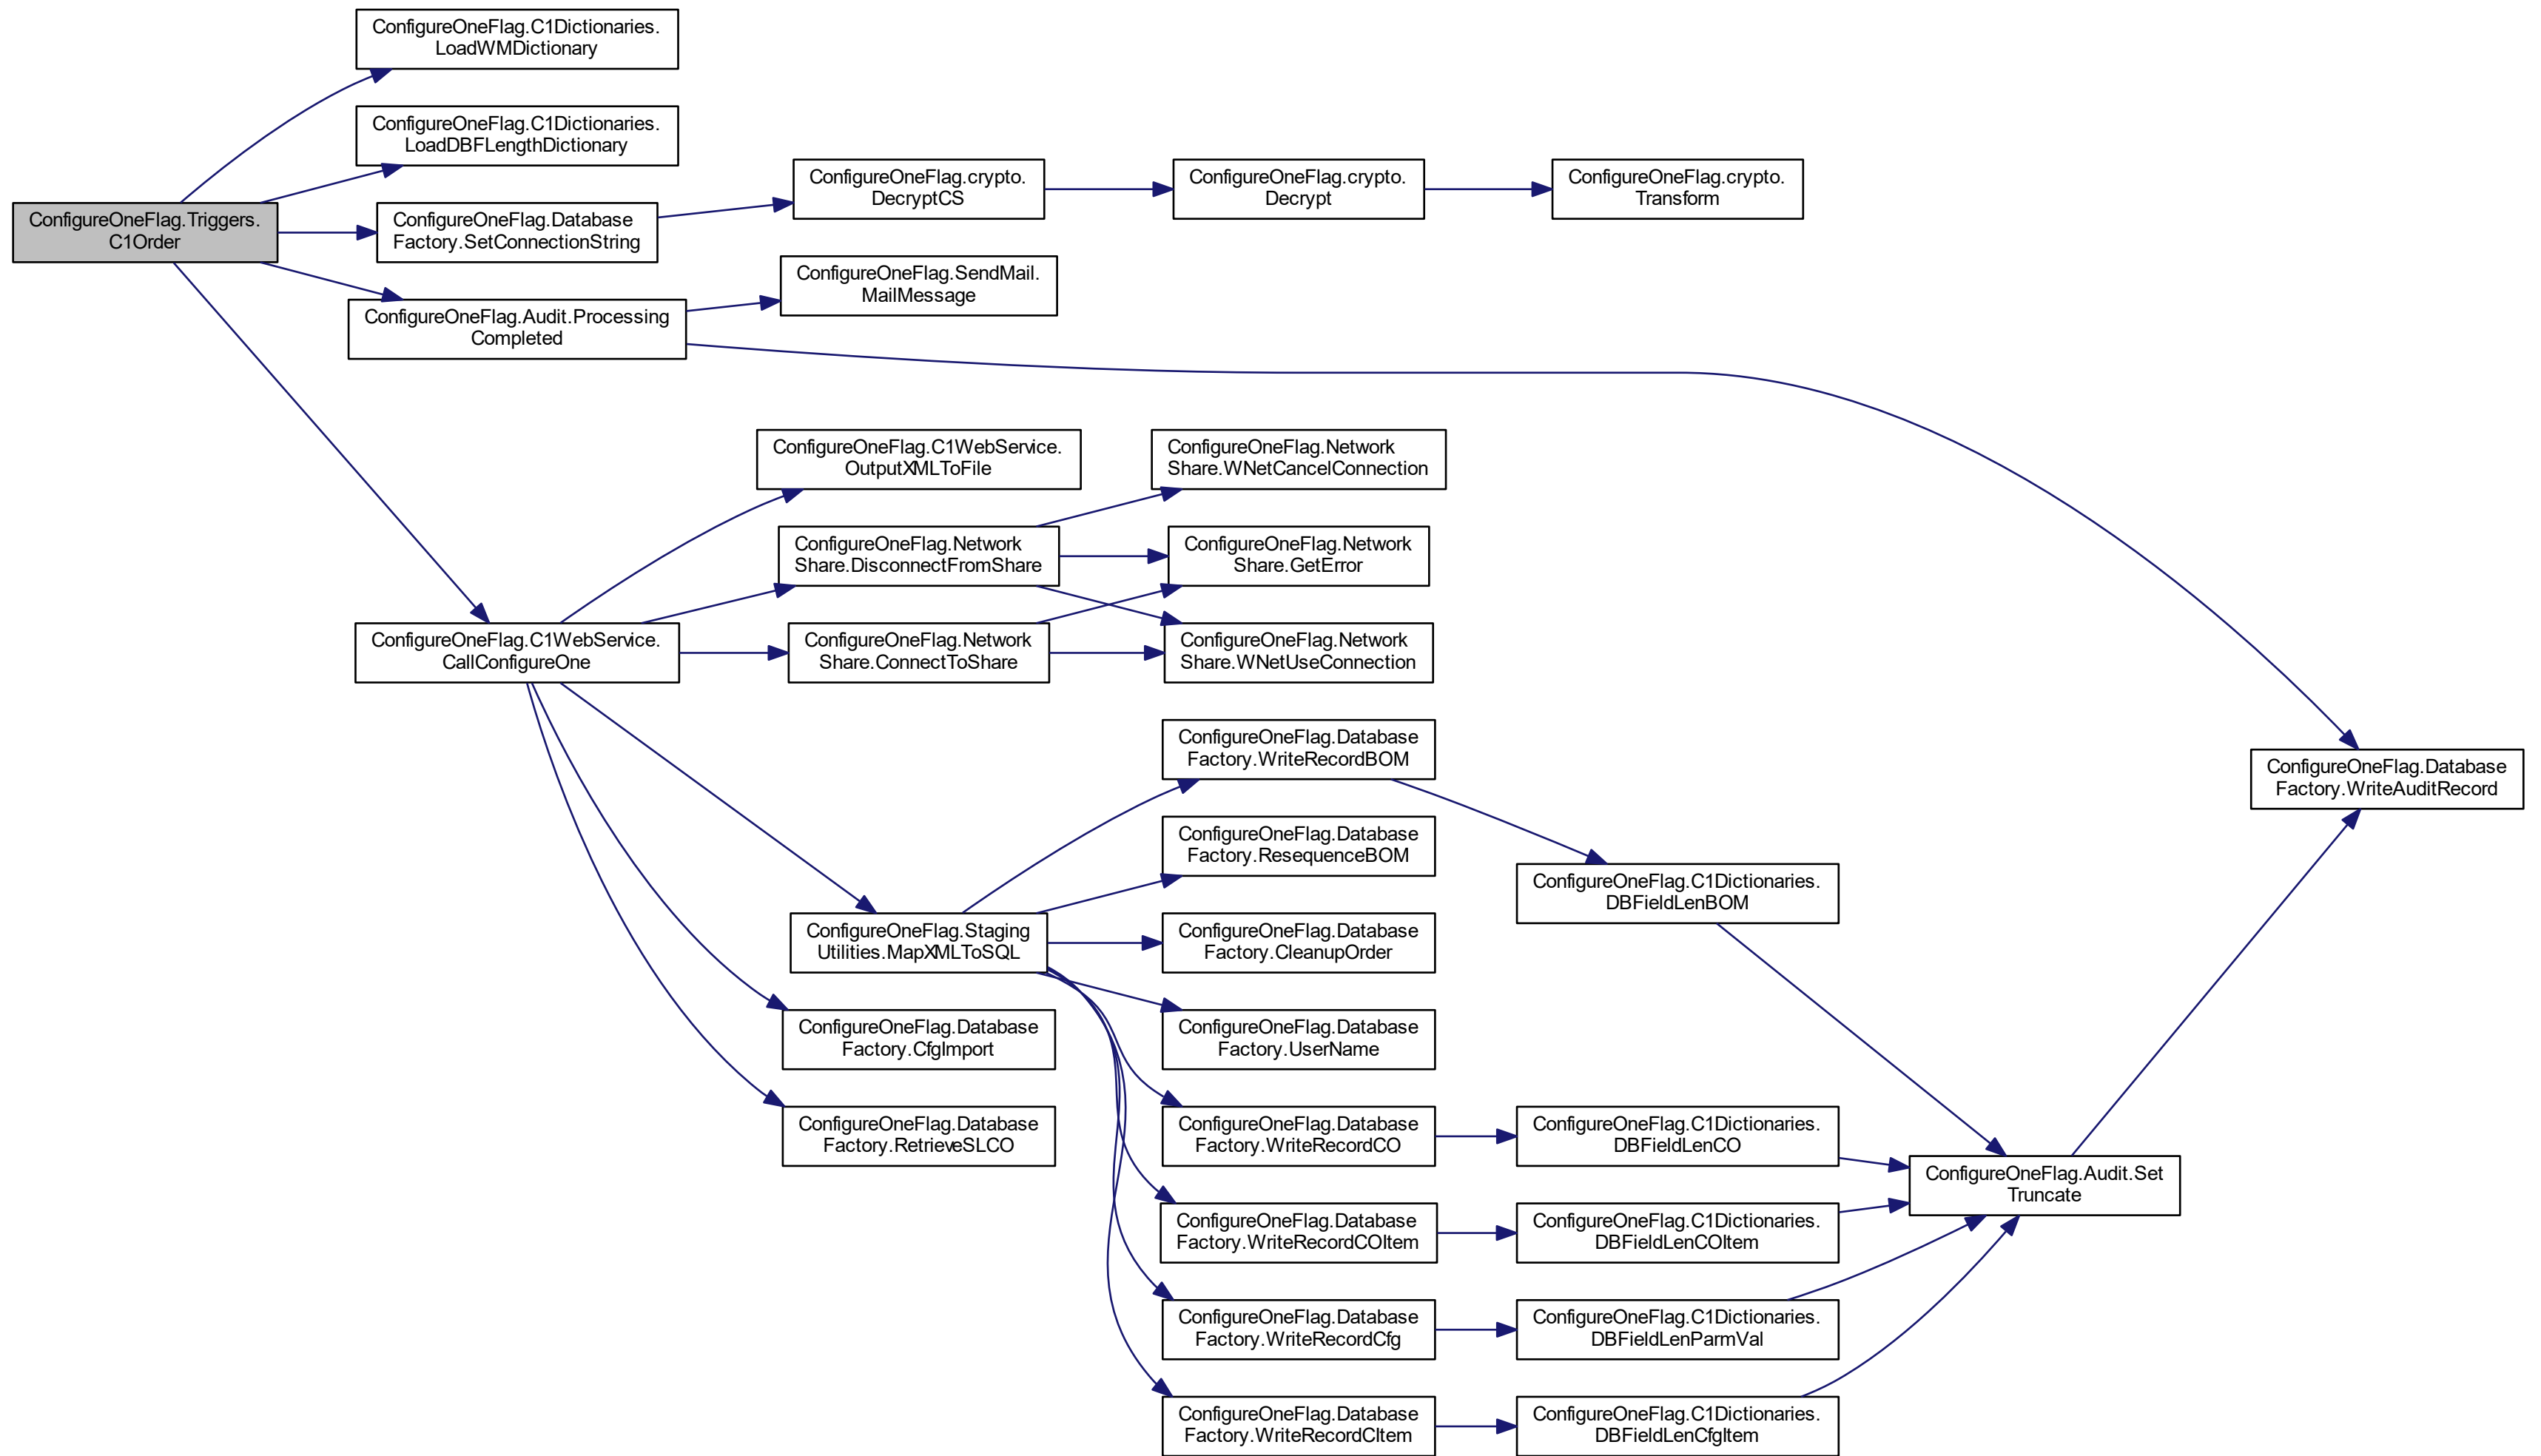 ConfigureOneFlag.C1Dictionaries.
LoadWMDictionary
ConfigureOneFlag.C1Dictionaries.
LoadDBFLengthDictionary
ConfigureOneFlag.Triggers.
C1Order
ConfigureOneFlag.Database
Factory.SetConnectionString
ConfigureOneFlag.crypto.
DecryptCS
ConfigureOneFlag.crypto.
Decrypt
ConfigureOneFlag.crypto.
Transform
ConfigureOneFlag.SendMail.
MailMessage
ConfigureOneFlag.Audit.Processing
Completed
ConfigureOneFlag.C1WebService.
OutputXMLToFile
ConfigureOneFlag.Network
Share.WNetCancelConnection
ConfigureOneFlag.Network
Share.DisconnectFromShare
ConfigureOneFlag.Network
Share.GetError
ConfigureOneFlag.C1WebService.
CallConfigureOne
ConfigureOneFlag.Network
Share.ConnectToShare
ConfigureOneFlag.Network
Share.WNetUseConnection
ConfigureOneFlag.Database
Factory.WriteRecordBOM
ConfigureOneFlag.Database
Factory.WriteAuditRecord
ConfigureOneFlag.Database
Factory.ResequenceBOM
ConfigureOneFlag.C1Dictionaries.
DBFieldLenBOM
ConfigureOneFlag.Staging
Utilities.MapXMLToSQL
ConfigureOneFlag.Database
Factory.CleanupOrder
ConfigureOneFlag.Database
Factory.CfgImport
ConfigureOneFlag.Database
Factory.UserName
ConfigureOneFlag.Database
Factory.RetrieveSLCO
ConfigureOneFlag.Database
Factory.WriteRecordCO
ConfigureOneFlag.C1Dictionaries.
DBFieldLenCO
ConfigureOneFlag.Audit.Set
Truncate
ConfigureOneFlag.Database
Factory.WriteRecordCOItem
ConfigureOneFlag.C1Dictionaries.
DBFieldLenCOItem
ConfigureOneFlag.Database
Factory.WriteRecordCfg
ConfigureOneFlag.C1Dictionaries.
DBFieldLenParmVal
ConfigureOneFlag.Database
Factory.WriteRecordCItem
ConfigureOneFlag.C1Dictionaries.
DBFieldLenCfgItem